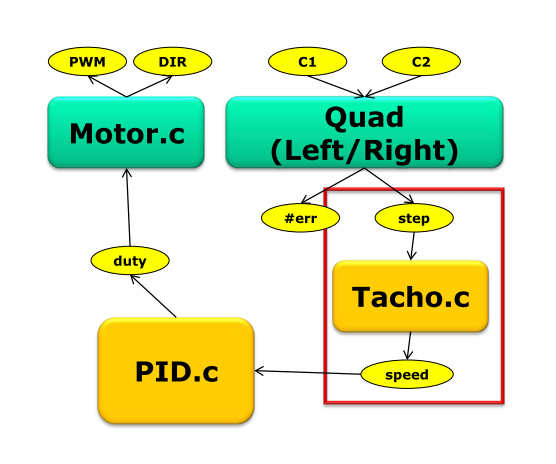 PWM
DIR
C1
C2
Motor.c
Quad
(Left/Right)
#err
step
duty
Tacho.c
PID.c
speed